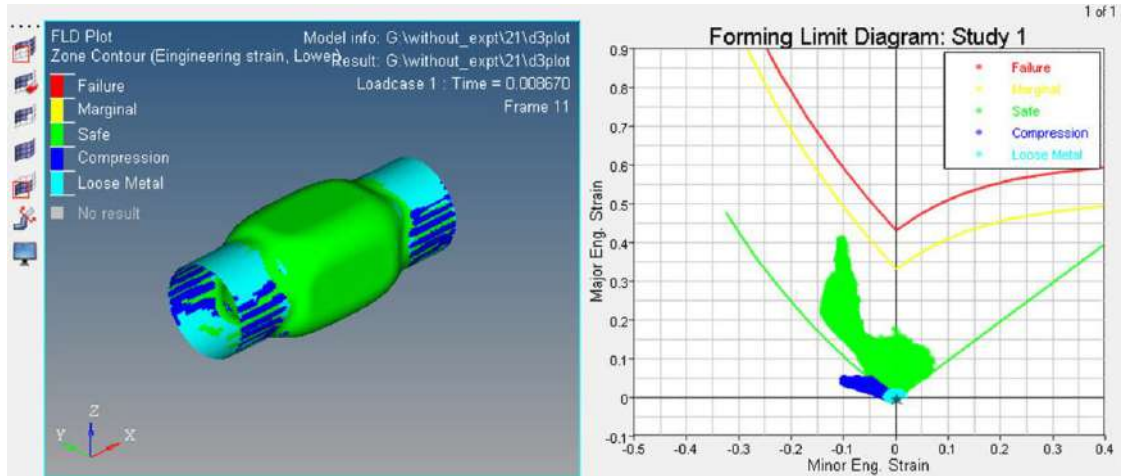 1 of 1
FLD Plot
Model info: G:\without_expt\21\d3plot
Zone Contour (Eingineering strain, Lower)
Result: G:\without_expt\21\d3plot
Loadcase 1 : Time = 0.008670
Frame 11
Failure
Marginal
Safe
Compression
Loose Metal
No result
Z
Y
X
Forming Limit Diagram: Study 1
Failure
Marginal
Safe
Compression
Loose Metal
Major Eng. Strain
0.9
0.8
0.7
0.6
0.5
0.4
0.3
0.2
0.1
0
-0.1
-0.5
-0.4
-0.3
-0.2
-0.1
0.0
0.1
0.2
0.3
0.4
Minor Eng. Strain